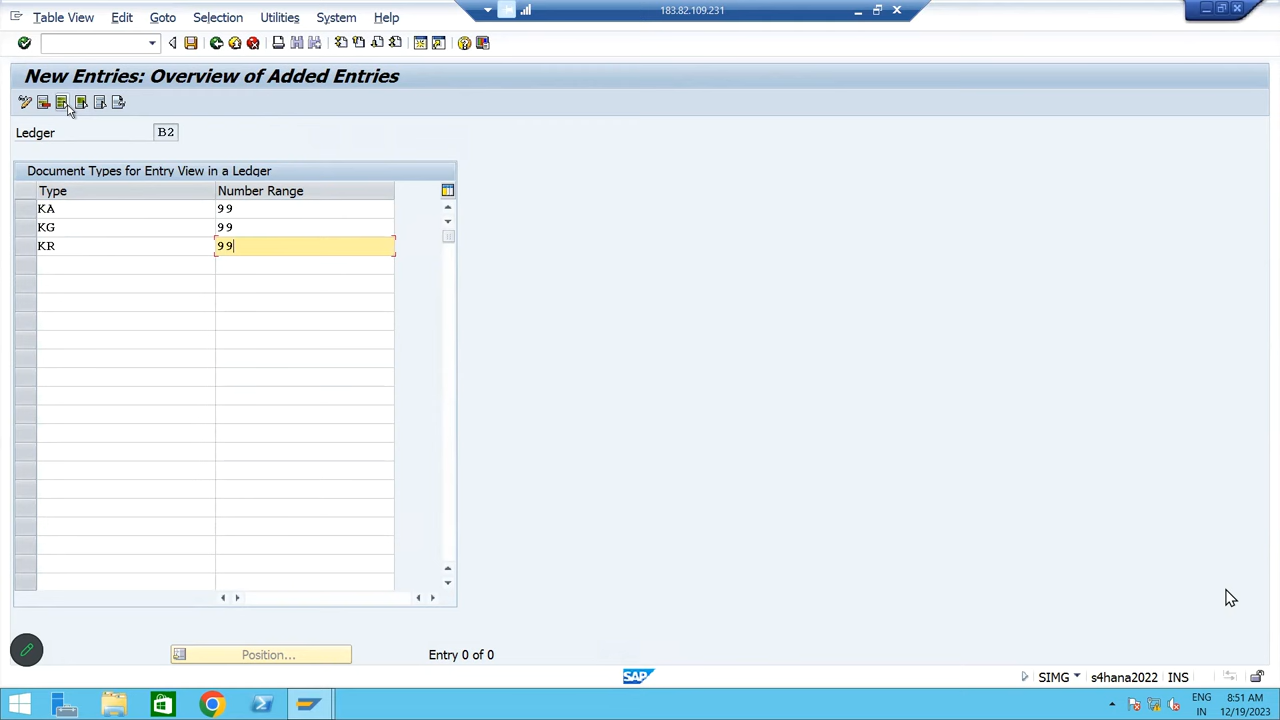 183.82.109.231
Table View Edit Goto Selection Utilities System Help
New Entries: Overview of Added Entries
Ledger B2
Document Types for Entry View in a Ledger
Type Number Range
KA 99
KG 99
KR 99
Position... Entry 0 of 0
SAP SIMG s4hana2022 INS
ENG 8:51 AM
IN 12/19/2023